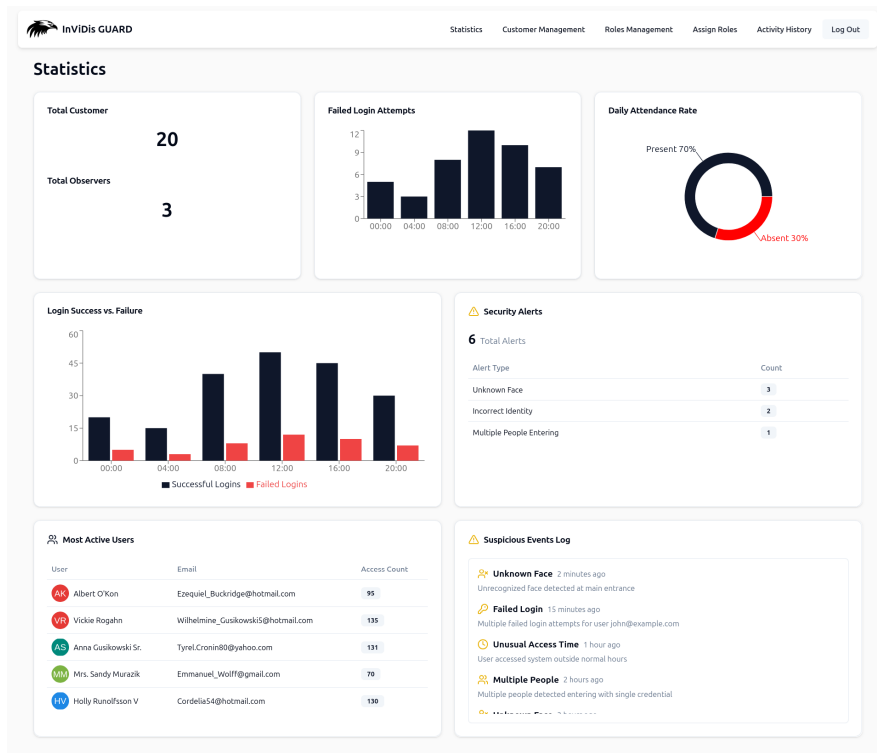 InViDis GUARD
Statistics Customer Management Roles Management Assign Roles Activity History Log Out
Statistics
Total Customer
20
Total Observers
3
Failed Login Attempts
12
9
6
3
0
00:00 04:00 08:00 12:00 16:00 20:00
Daily Attendance Rate
Present 70%
Absent 30%
Login Success vs. Failure
60
45
30
15
0
00:00 04:00 08:00 12:00 16:00 20:00
Successful Logins Failed Logins
Security Alerts
6 Total Alerts
Alert Type Count
Unknown Face 3
Incorrect Identity 2
Multiple People Entering 1
Most Active Users
User Email Access Count
AK Albert O'Kon Ezequiel_Buckridge@hotmail.com 95
VR Vickie Rogahn Wilhelmine_Gusikowski5@hotmail.com 135
AS Anna Gusikowski Sr. Tyrel.Cronin80@yahoo.com 131
MM Mrs. Sandy Murazik Emmanuel_Wolff@gmail.com 70
HV Holly Runolfsson V Cordelia54@hotmail.com 130
Suspicious Events Log
Unknown Face 2 minutes ago
Unrecognized face detected at main entrance
Failed Login 15 minutes ago
Multiple failed login attempts for user john@example.com
Unusual Access Time 1 hour ago
User accessed system outside normal hours
Multiple People 2 hours ago
Multiple people detected entering with single credential